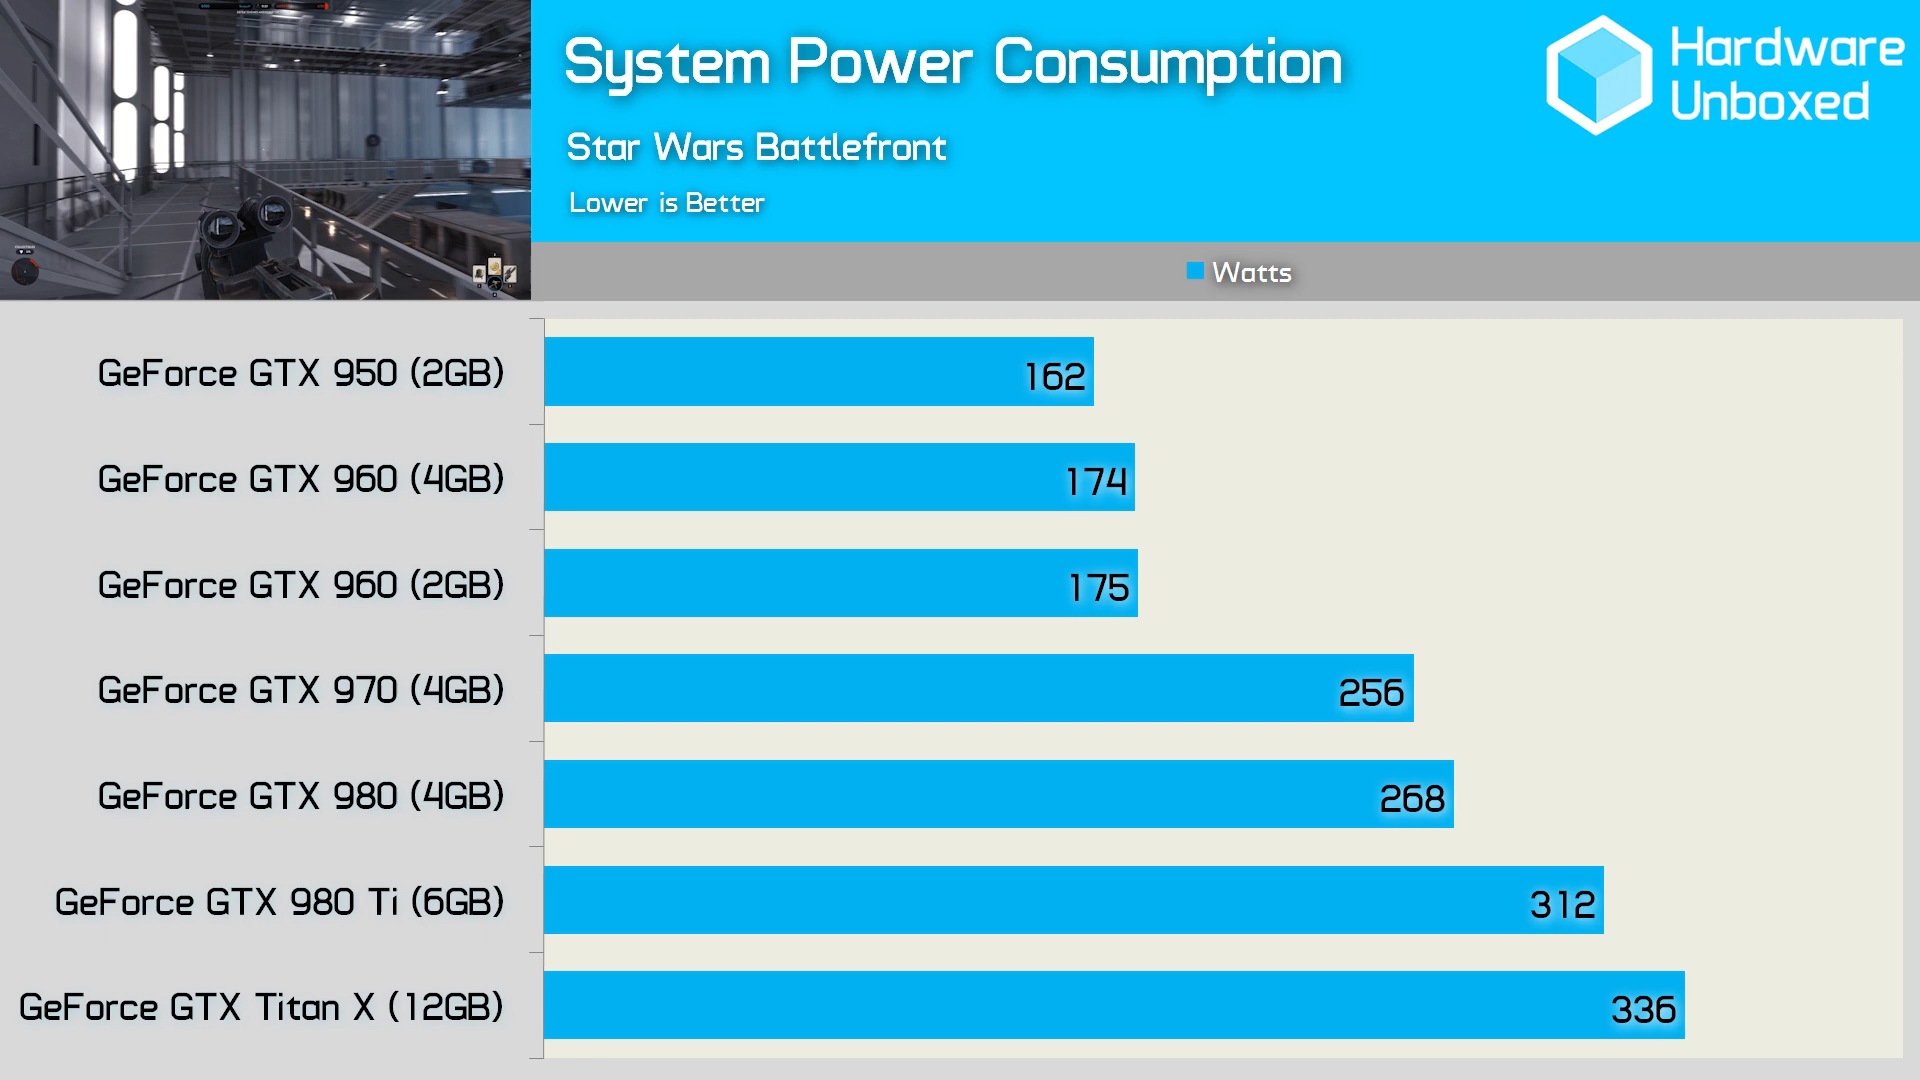 System Power Consumption
Hardware
Unboxed
Star Wars Battlefront
Lower is Better
Watts
GeForce GTX 950 (2GB) 162
GeForce GTX 960 (4GB) 174
GeForce GTX 960 (2GB) 175
GeForce GTX 970 (4GB) 256
GeForce GTX 980 (4GB) 268
GeForce GTX 980 Ti (6GB) 312
GeForce GTX Titan X (12GB) 336